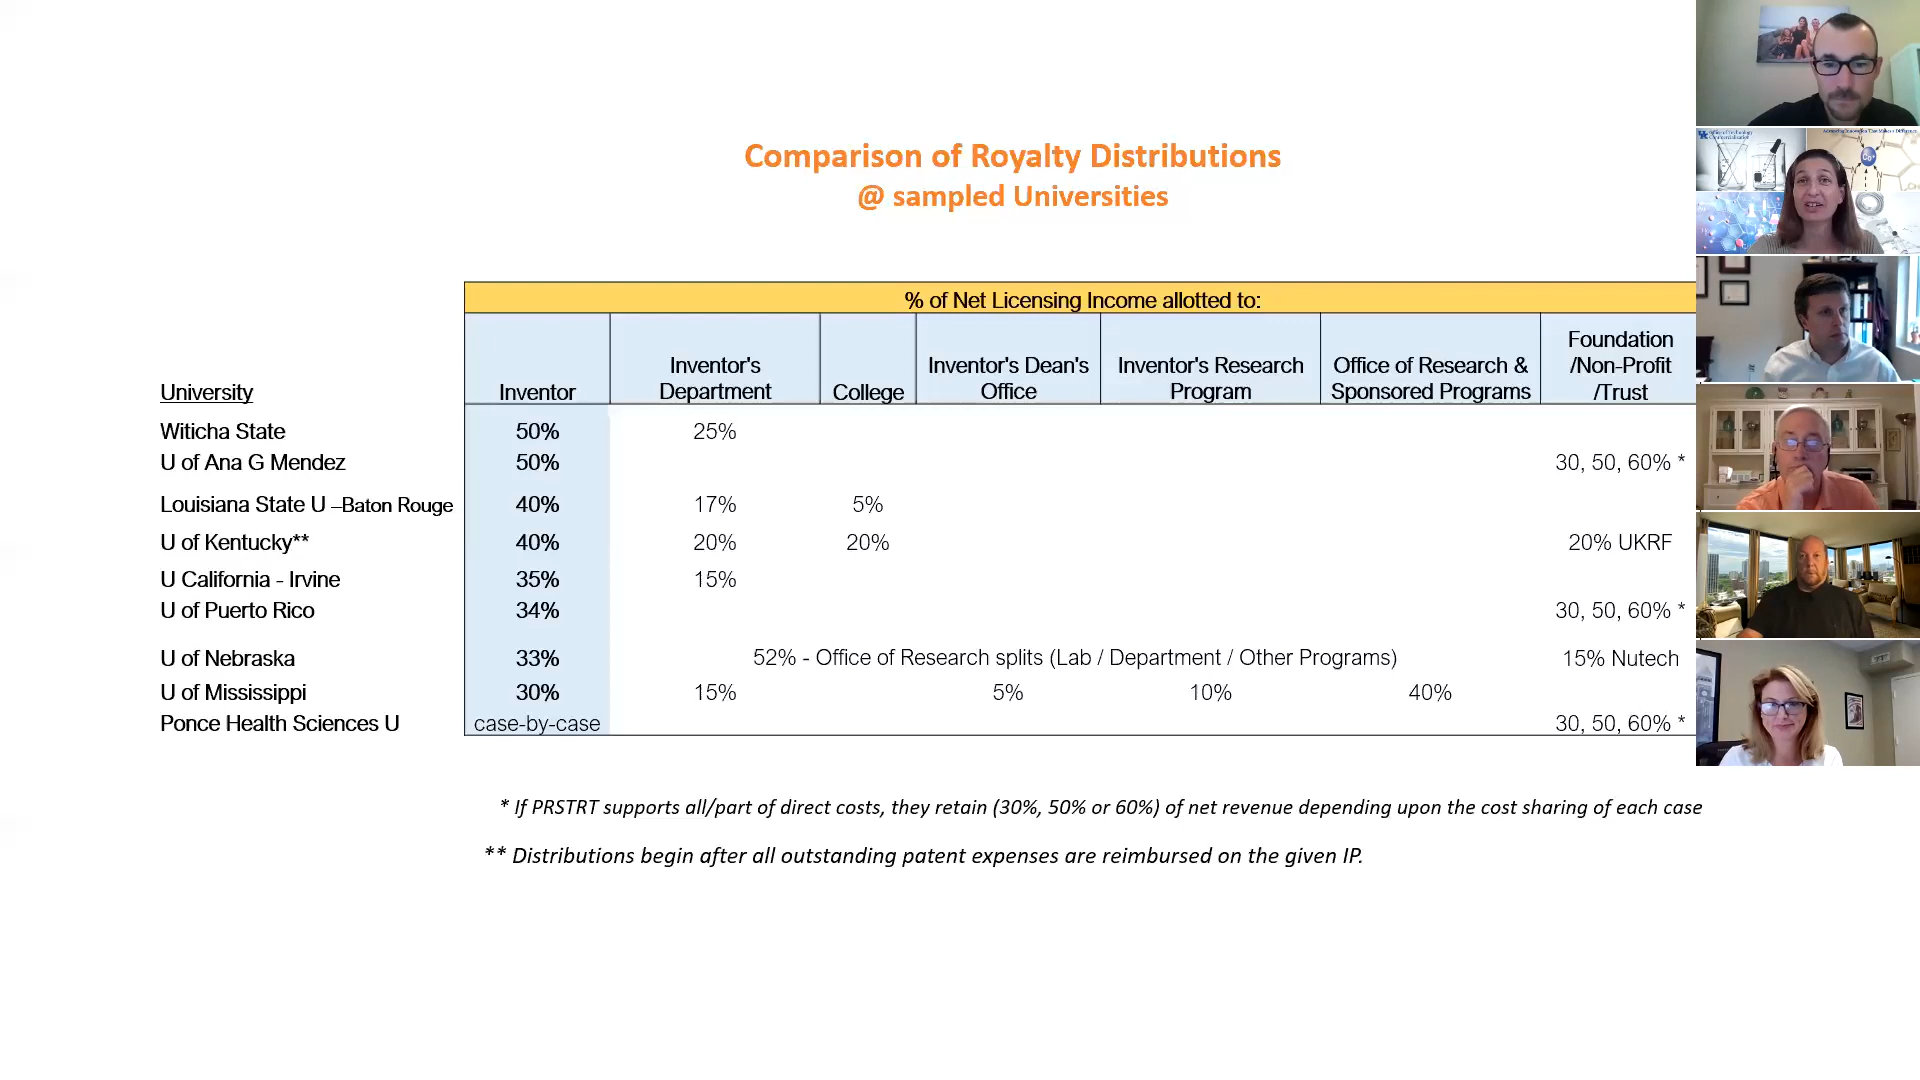 Comparison of Royalty Distributions
@ sampled Universities
% of Net Licensing Income allotted to:
University
Inventor
Inventor's
Department
College
Inventor's Dean's
Office
Inventor's Research
Program
Office of Research &
Sponsored Programs
Foundation
/Non-Profit
/Trust
Witicha State 50% 25%
U of Ana G Mendez 50% 30, 50, 60% *
Louisiana State U –Baton Rouge 40% 17% 5%
U of Kentucky** 40% 20% 20% 20% UKRF
U California - Irvine 35% 15%
U of Puerto Rico 34% 30, 50, 60% *
U of Nebraska 33% 52% - Office of Research splits (Lab / Department / Other Programs) 15% Nutech
U of Mississippi 30% 15% 5% 10% 40%
Ponce Health Sciences U case-by-case 30, 50, 60% *
* If PRSTRT supports all/part of direct costs, they retain (30%, 50% or 60%) of net revenue depending upon the cost sharing of each case
** Distributions begin after all outstanding patent expenses are reimbursed on the given IP.
Office of Technology
Commercialization